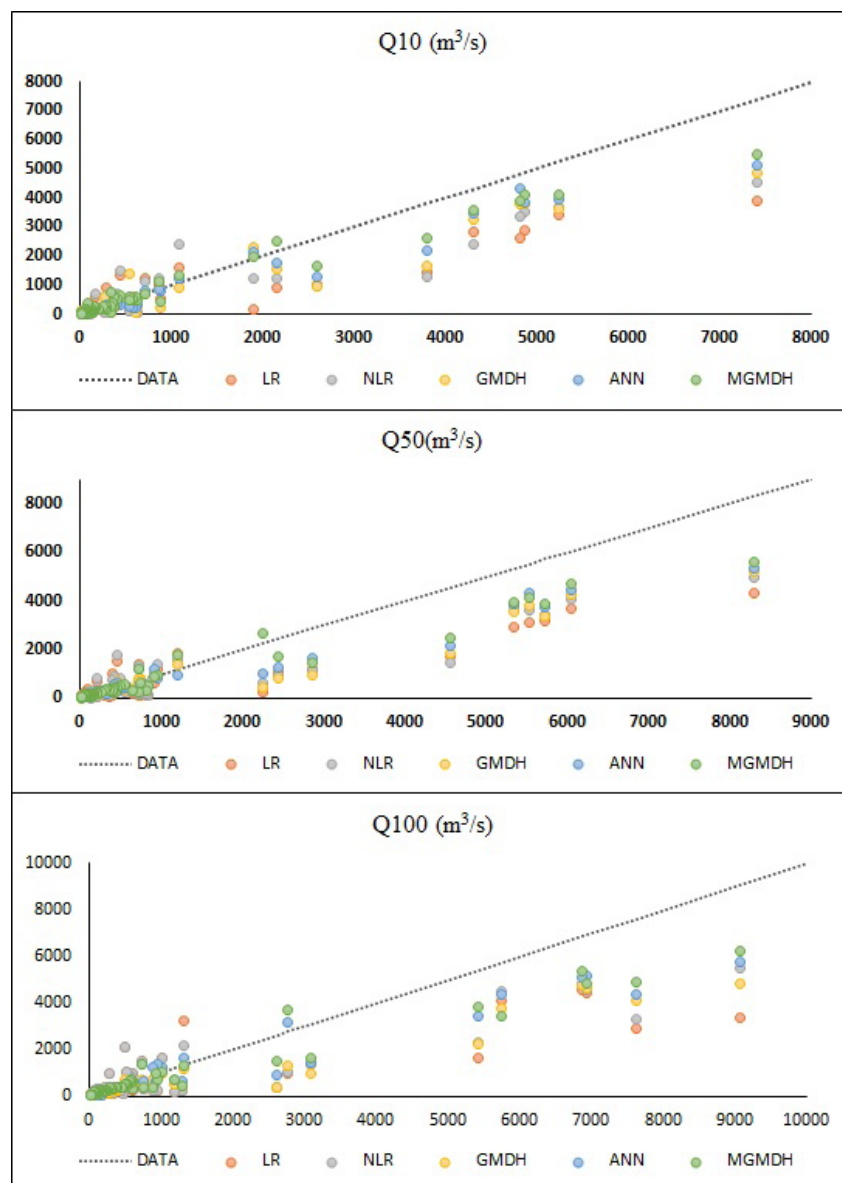 Q10 (m³/s)
8000
7000
6000
5000
4000
3000
2000
1000
0
0 1000 2000 3000 4000 5000 6000 7000 8000
DATA LR NLR GMDH ANN MGMDH
Q50(m³/s)
8000
6000
4000
2000
0
0 1000 2000 3000 4000 5000 6000 7000 8000 9000
DATA LR NLR GMDH ANN MGMDH
Q100 (m³/s)
10000
8000
6000
4000
2000
0
0 1000 2000 3000 4000 5000 6000 7000 8000 9000 10000
DATA LR NLR GMDH ANN MGMDH